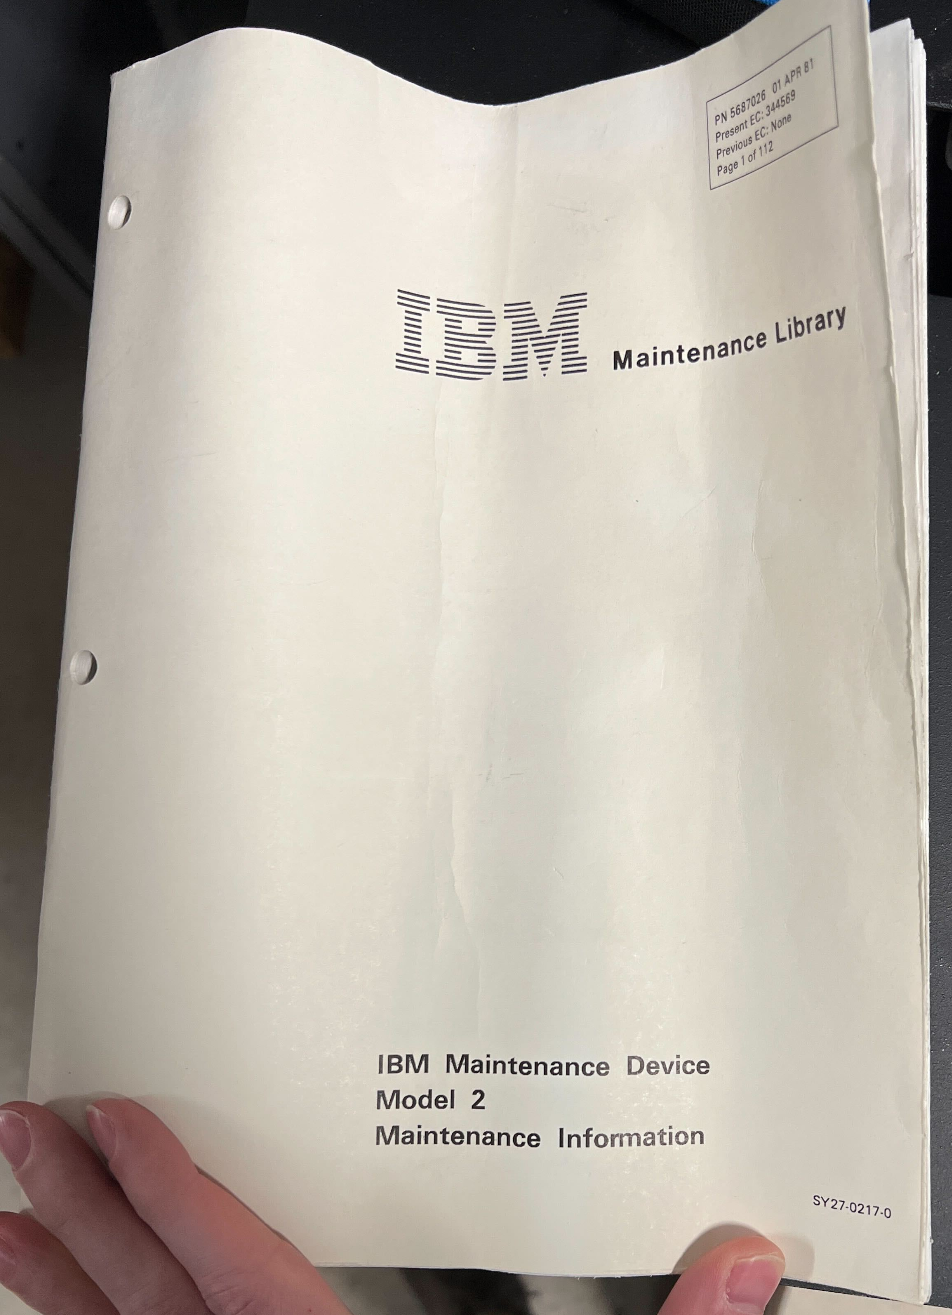 PN 5687026 01 APR 81
Present EC: 344569
Previous EC: None
Page 1 of 112
IBM Maintenance Library
IBM Maintenance Device
Model 2
Maintenance Information
SY27-0217-0